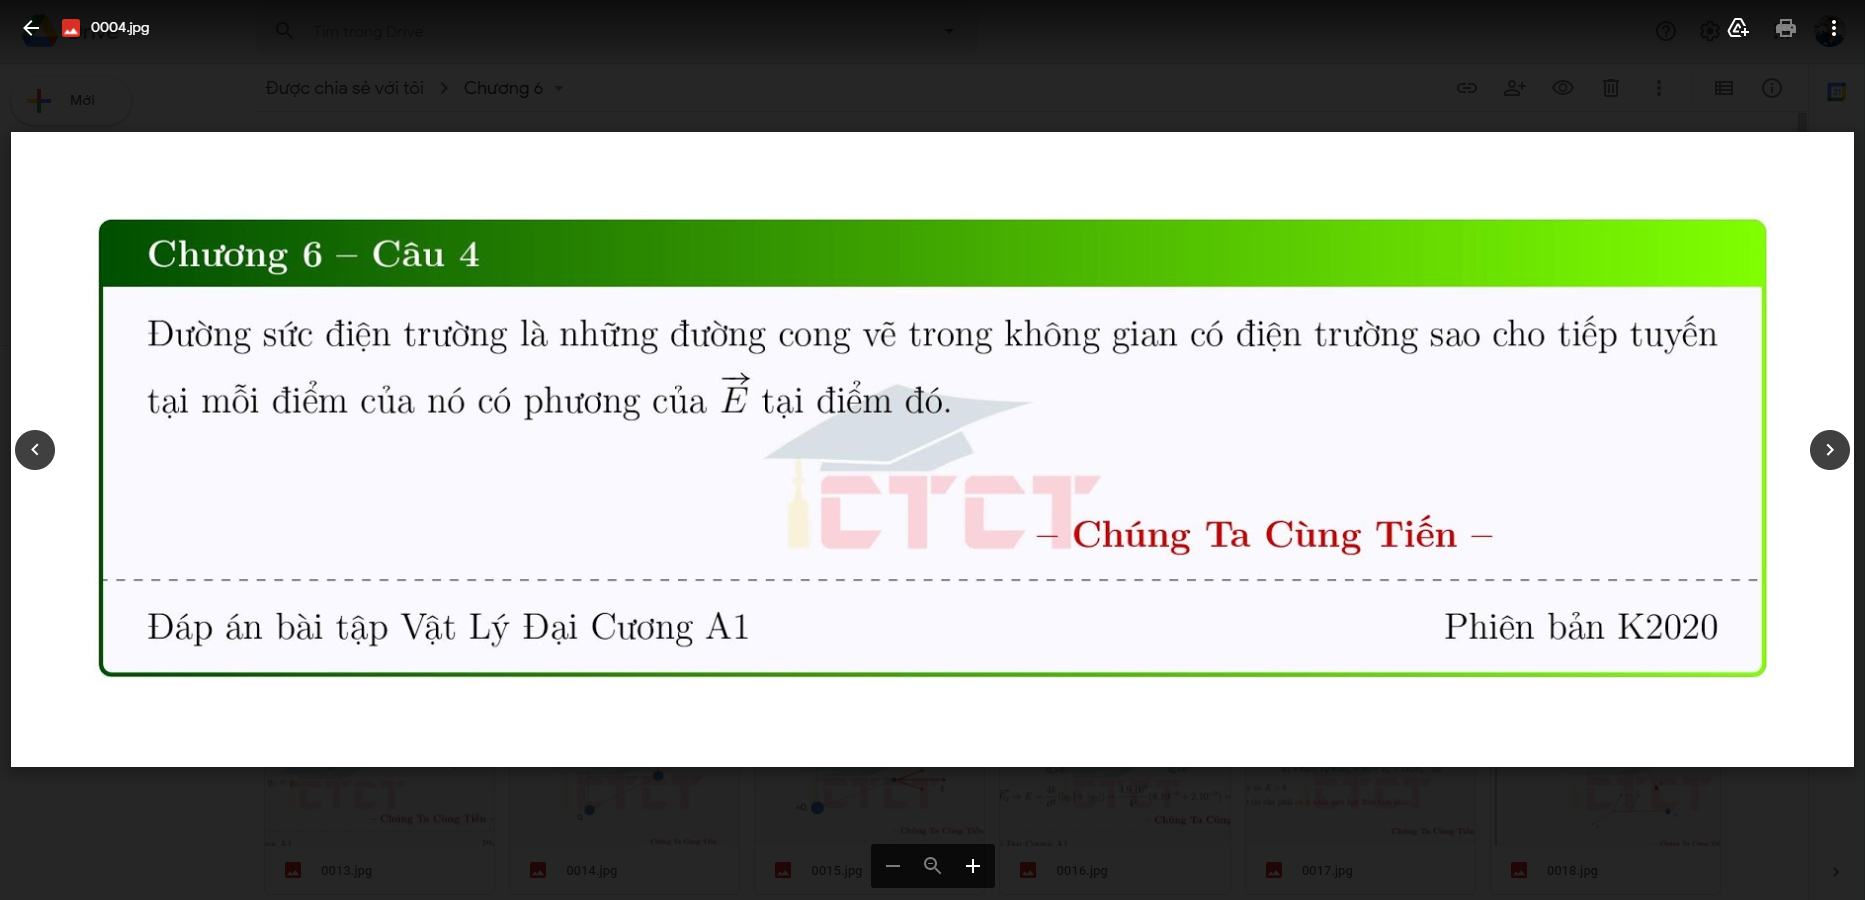 0004.jpg
Tìm trong Drive
Mới
Được chia sẻ với tôi
Chương 6
Chương 6 – Câu 4
Đường sức điện trường là những đường cong vẽ trong không gian có điện trường sao cho tiếp tuyến
tại mỗi điểm của nó có phương của E tại điểm đó.
CTCT
– Chúng Ta Cùng Tiến –
Đáp án bài tập Vật Lý Đại Cương A1
Phiên bản K2020
0013.jpg
0014.jpg
0015.jpg
0016.jpg
0017.jpg
0018.jpg